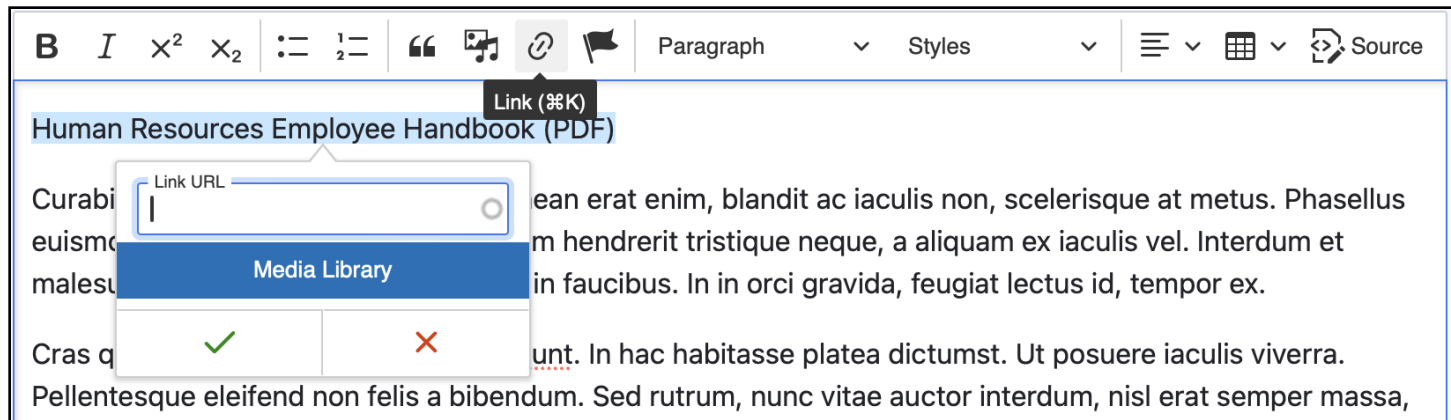 B I x² x₂ Paragraph Styles Source
Link (⌘K)
Human Resources Employee Handbook (PDF)
Link URL
Media Library
Curabi ean erat enim, blandit ac iaculis non, scelerisque at metus. Phasellus
euismo m hendrerit tristique neque, a aliquam ex iaculis vel. Interdum et
malesu in faucibus. In in orci gravida, feugiat lectus id, tempor ex.
Cras q unt. In hac habitasse platea dictumst. Ut posuere iaculis viverra.
Pellentesque eleifend non felis a bibendum. Sed rutrum, nunc vitae auctor interdum, nisl erat semper massa,